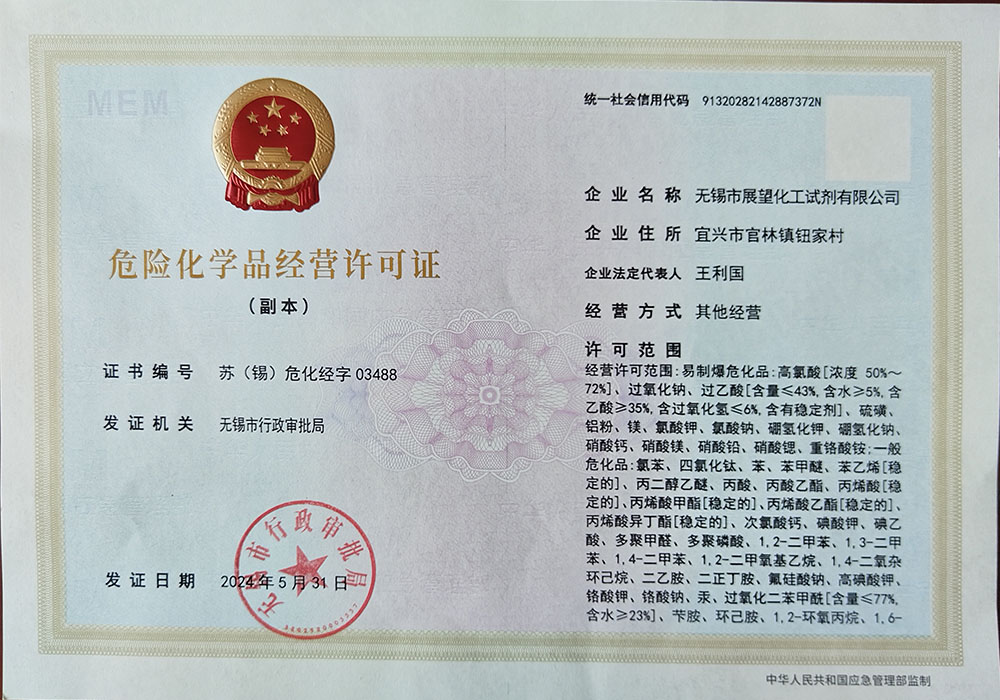 MEM
危险化学品经营许可证
（副本）
证书编号 苏（锡）危化经字 03488
发证机关 无锡市行政审批局
发证日期 2024年5月31日
无锡市行政审批局
统一社会信用代码 91320282142887372N
企业名称 无锡市展望化工试剂有限公司
企业住所 宜兴市官林镇钮家村
企业法定代表人 王利国
经营方式 其他经营
许可范围
经营许可范围:易制爆危化品:高氯酸[浓度 50%～
72%]、过氧化钠、过乙酸[含量≤43%,含水≥5%,含
乙酸≥35%,含过氧化氢≤6%,含有稳定剂]、硫磺、
铝粉、镁、氯酸钾、氯酸钠、硼氢化钾、硼氢化钠、
硝酸钙、硝酸镁、硝酸铅、硝酸锶、重铬酸铵;一般
危化品:氯苯、四氯化钛、苯、苯甲醚、苯乙烯[稳
定的]、丙二醇乙醚、丙酸、丙酸乙酯、丙烯酸[稳
定的]、丙烯酸甲酯[稳定的]、丙烯酸乙酯[稳定的]、
丙烯酸异丁酯[稳定的]、次氯酸钙、碘酸钾、碘乙
酸、多聚甲醛、多聚磷酸、1,2-二甲苯、1,3-二甲
苯、1,4-二甲苯、1,2-二甲氧基乙烷、1,4-二氧杂
环己烷、二乙胺、二正丁胺、氟硅酸钠、高碘酸钾、
铬酸钾、铬酸钠、汞、过氧化二苯甲酰[含量≤77%,
含水≥23%]、苄胺、环己胺、1,2-环氧丙烷、1,6-
中华人民共和国应急管理部监制